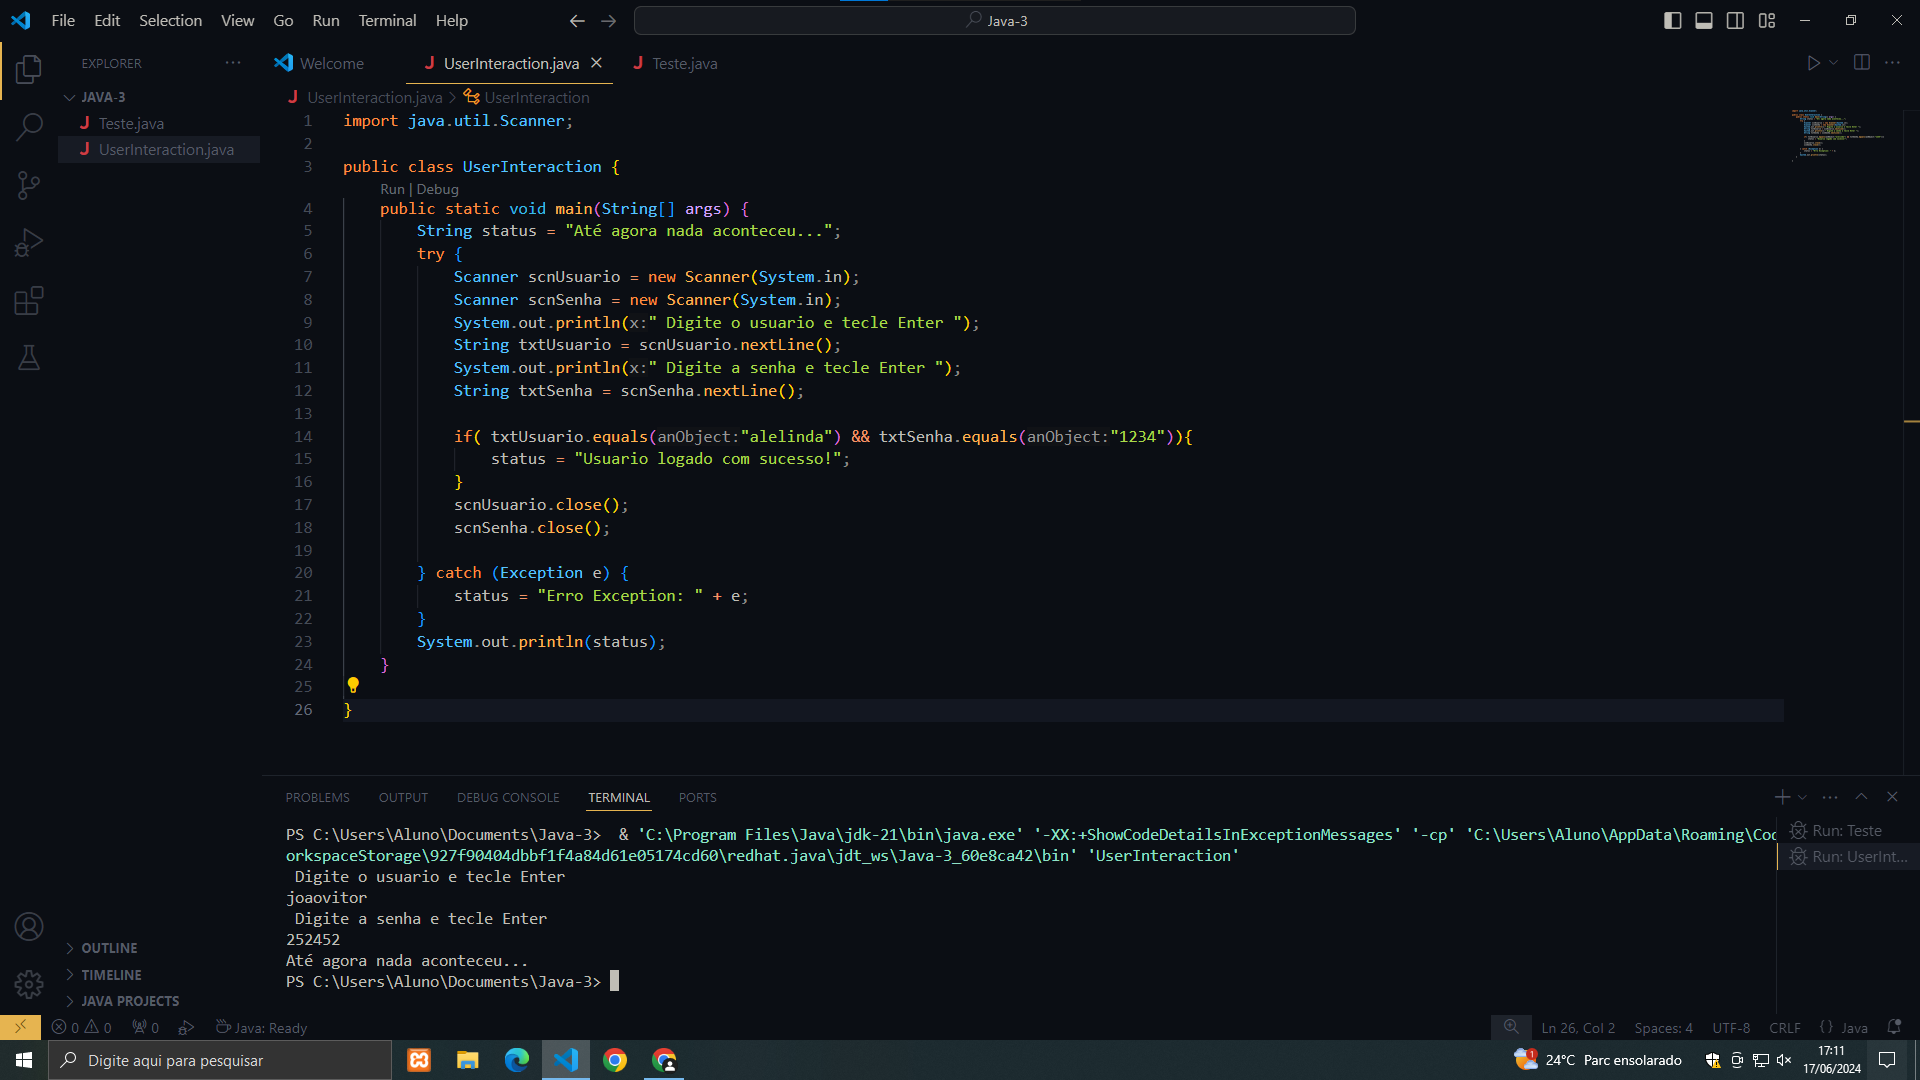 File Edit Selection View Go Run Terminal Help
Java-3
EXPLORER
Welcome
UserInteraction.java
Teste.java
JAVA-3
Teste.java
UserInteraction.java
UserInteraction.java > UserInteraction
1 import java.util.Scanner;
2
3 public class UserInteraction {
Run | Debug
4 public static void main(String[] args) {
5 String status = "Até agora nada aconteceu...";
6 try {
7 Scanner scnUsuario = new Scanner(System.in);
8 Scanner scnSenha = new Scanner(System.in);
9 System.out.println(x:" Digite o usuario e tecle Enter ");
10 String txtUsuario = scnUsuario.nextLine();
11 System.out.println(x:" Digite a senha e tecle Enter ");
12 String txtSenha = scnSenha.nextLine();
13
14 if( txtUsuario.equals(anObject:"alelinda") && txtSenha.equals(anObject:"1234")){
15 status = "Usuario logado com sucesso!";
16 }
17 scnUsuario.close();
18 scnSenha.close();
19
20 } catch (Exception e) {
21 status = "Erro Exception: " + e;
22 }
23 System.out.println(status);
24 }
25
26 }
PROBLEMS OUTPUT DEBUG CONSOLE TERMINAL PORTS
PS C:\Users\Aluno\Documents\Java-3>  & 'C:\Program Files\Java\jdk-21\bin\java.exe' '-XX:+ShowCodeDetailsInExceptionMessages' '-cp' 'C:\Users\Aluno\AppData\Roaming\Coc
orkspaceStorage\927f90404dbbf1f4a84d61e05174cd60\redhat.java\jdt_ws\Java-3_60e8ca42\bin' 'UserInteraction'
Digite o usuario e tecle Enter
joaovitor
Digite a senha e tecle Enter
252452
Até agora nada aconteceu...
PS C:\Users\Aluno\Documents\Java-3>
Run: Teste
Run: UserInt...
OUTLINE
TIMELINE
JAVA PROJECTS
0 0 0 Java: Ready
Ln 26, Col 2 Spaces: 4 UTF-8 CRLF {} Java
Digite aqui para pesquisar
1
24°C Parc ensolarado
17:11
17/06/2024